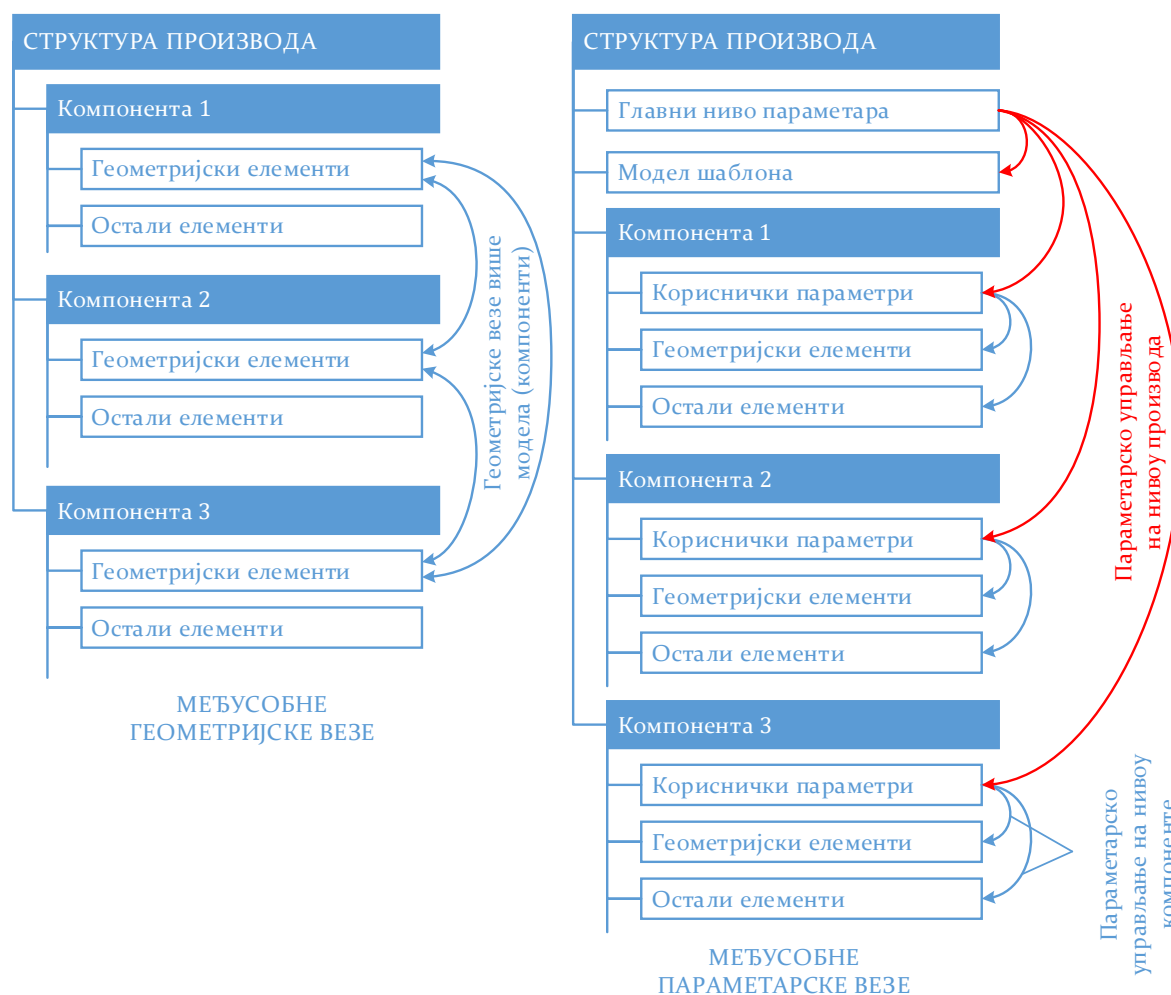 СТРУКТУРА ПРОИЗВОДА
Компонента 1
Геометријски елементи
Остали елементи
Компонента 2
Геометријски елементи
Остали елементи
Компонента 3
Геометријски елементи
Остали елементи
Геометријске везе више
модела (компоненти)
МЕЂУСОБНЕ
ГЕОМЕТРИЈСКЕ ВЕЗЕ
СТРУКТУРА ПРОИЗВОДА
Главни ниво параметара
Модел шаблона
Компонента 1
Кориснички параметри
Геометријски елементи
Остали елементи
Компонента 2
Кориснички параметри
Геометријски елементи
Остали елементи
Компонента 3
Кориснички параметри
Геометријски елементи
Остали елементи
Параметарско управљање
на нивоу производа
Параметарско
управљање на нивоу
компоненте
МЕЂУСОБНЕ
ПАРАМЕТАРСКЕ ВЕЗЕ